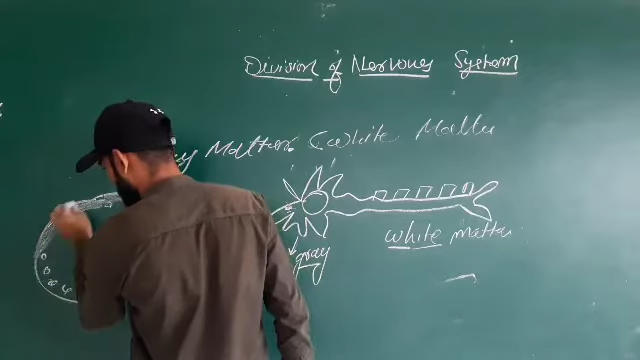 Division of Nervous System
Matter. White Matter
gray
white matter